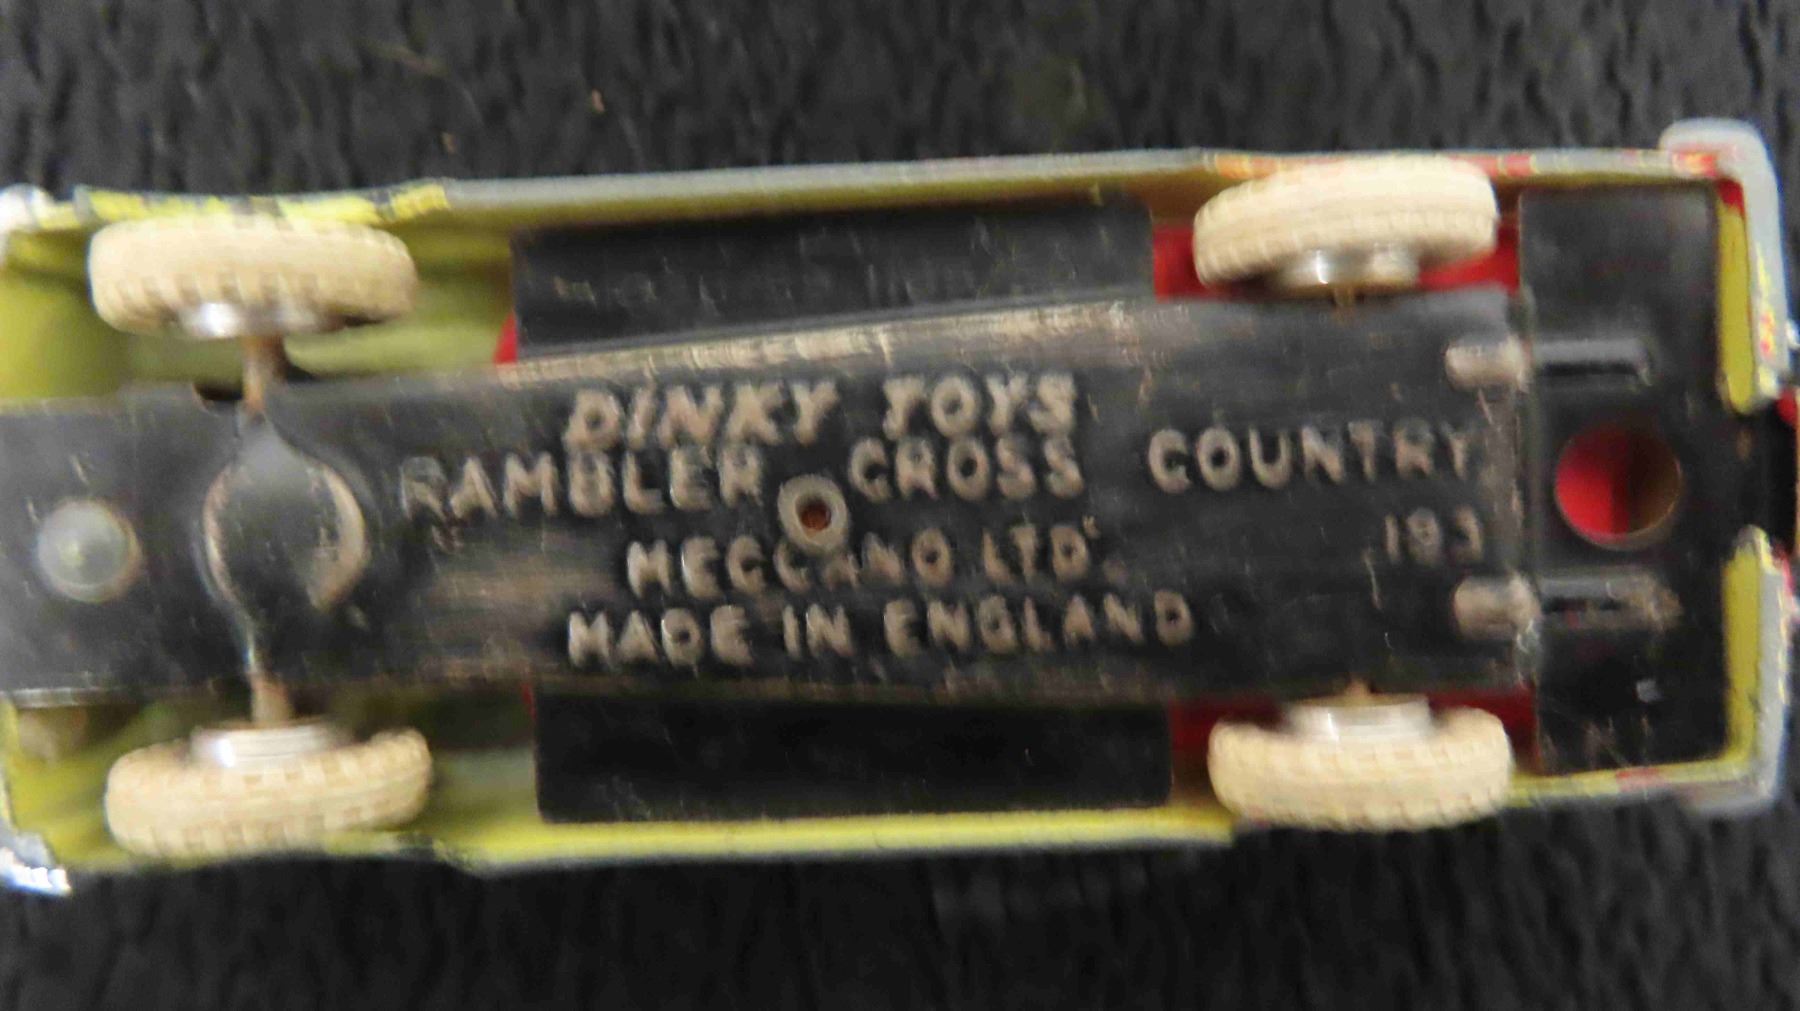 DINKY TOYS
RAMBLER CROSS COUNTRY
MECCANO LTD.
193
MADE IN ENGLAND